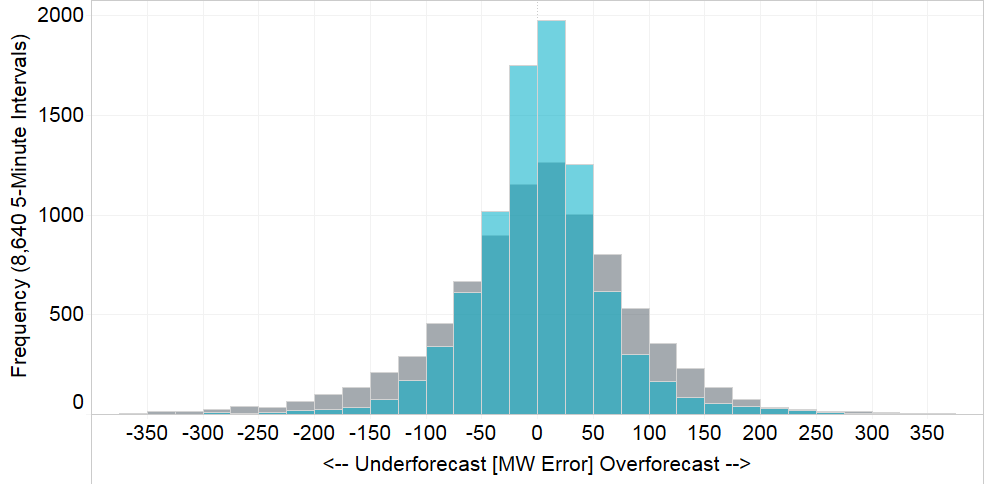 2000
1500
1000
500
0
Frequency (8,640 5-Minute Intervals)
-350 -300 -250 -200 -150 -100 -50 0 50 100 150 200 250 300 350
<-- Underforecast [MW Error] Overforecast -->